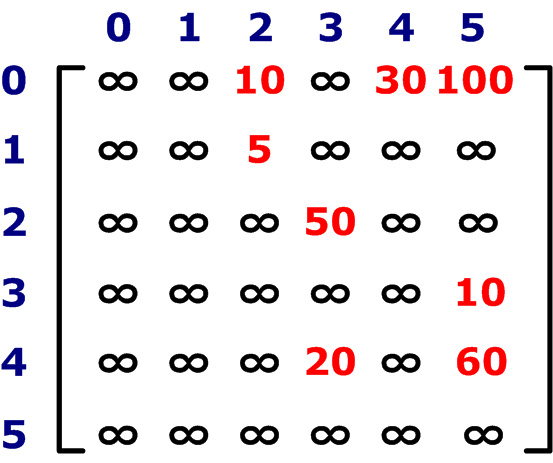 0 1 2 3 4 5
0 ∞ ∞ 10 ∞ 30 100
1 ∞ ∞ 5 ∞ ∞ ∞
2 ∞ ∞ ∞ 50 ∞ ∞
3 ∞ ∞ ∞ ∞ ∞ 10
4 ∞ ∞ ∞ 20 ∞ 60
5 ∞ ∞ ∞ ∞ ∞ ∞